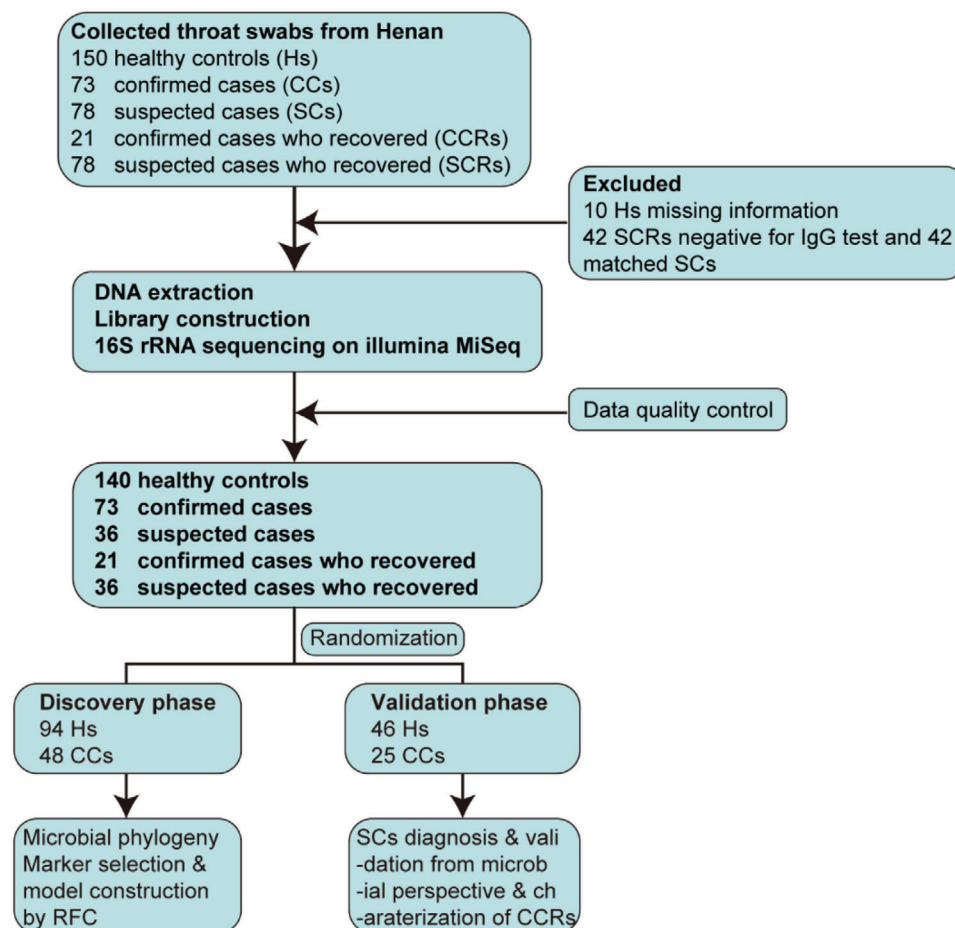 Collected throat swabs from Henan
150 healthy controls (Hs)
73 confirmed cases (CCs)
78 suspected cases (SCs)
21 confirmed cases who recovered (CCRs)
78 suspected cases who recovered (SCRs)
Excluded
10 Hs missing information
42 SCRs negative for IgG test and 42
matched SCs
DNA extraction
Library construction
16S rRNA sequencing on illumina MiSeq
Data quality control
140 healthy controls
73 confirmed cases
36 suspected cases
21 confirmed cases who recovered
36 suspected cases who recovered
Randomization
Discovery phase
94 Hs
48 CCs
Validation phase
46 Hs
25 CCs
Microbial phylogeny
Marker selection &
model construction
by RFC
SCs diagnosis & vali
-dation from microb
-ial perspective & ch
-araterization of CCRs